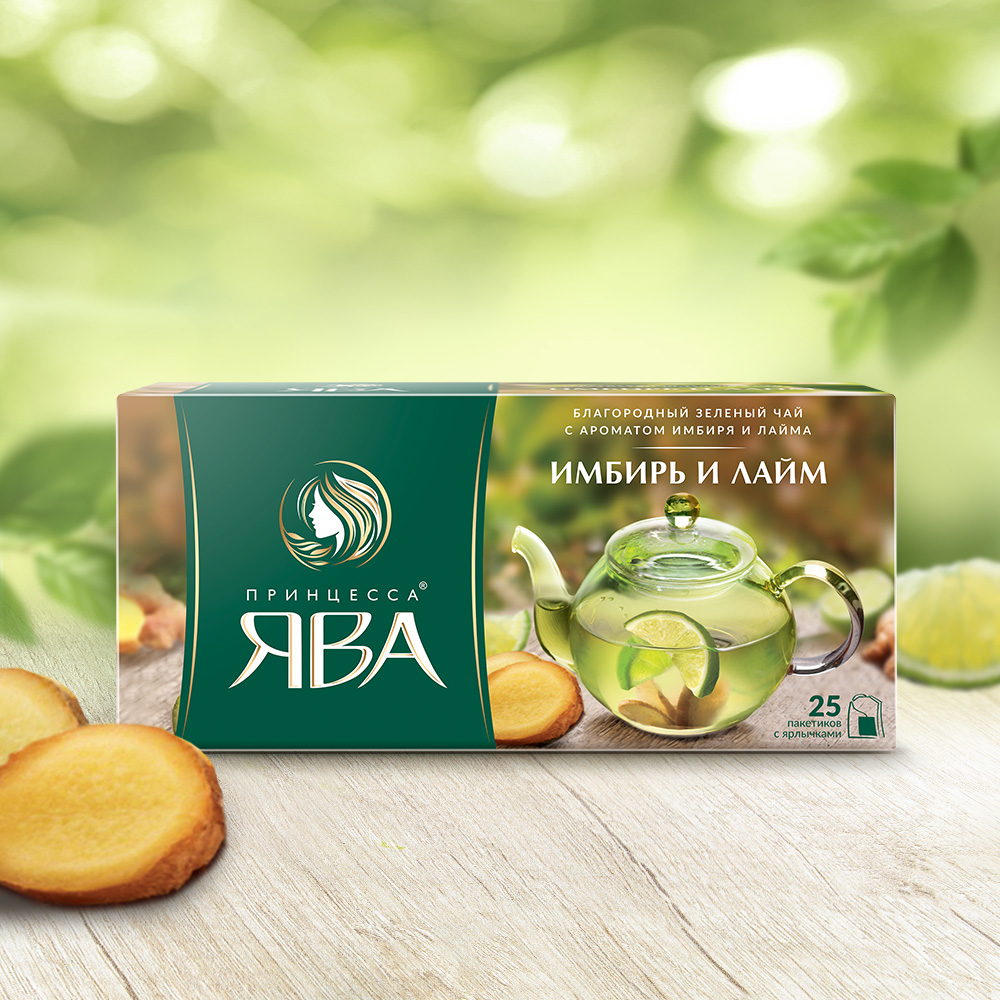 ПРИНЦЕССА®
ЯВА
БЛАГОРОДНЫЙ ЗЕЛЕНЫЙ ЧАЙ
С АРОМАТОМ ИМБИРЯ И ЛАЙМА
ИМБИРЬ И ЛАЙМ
25
пакетиков
с ярлычками